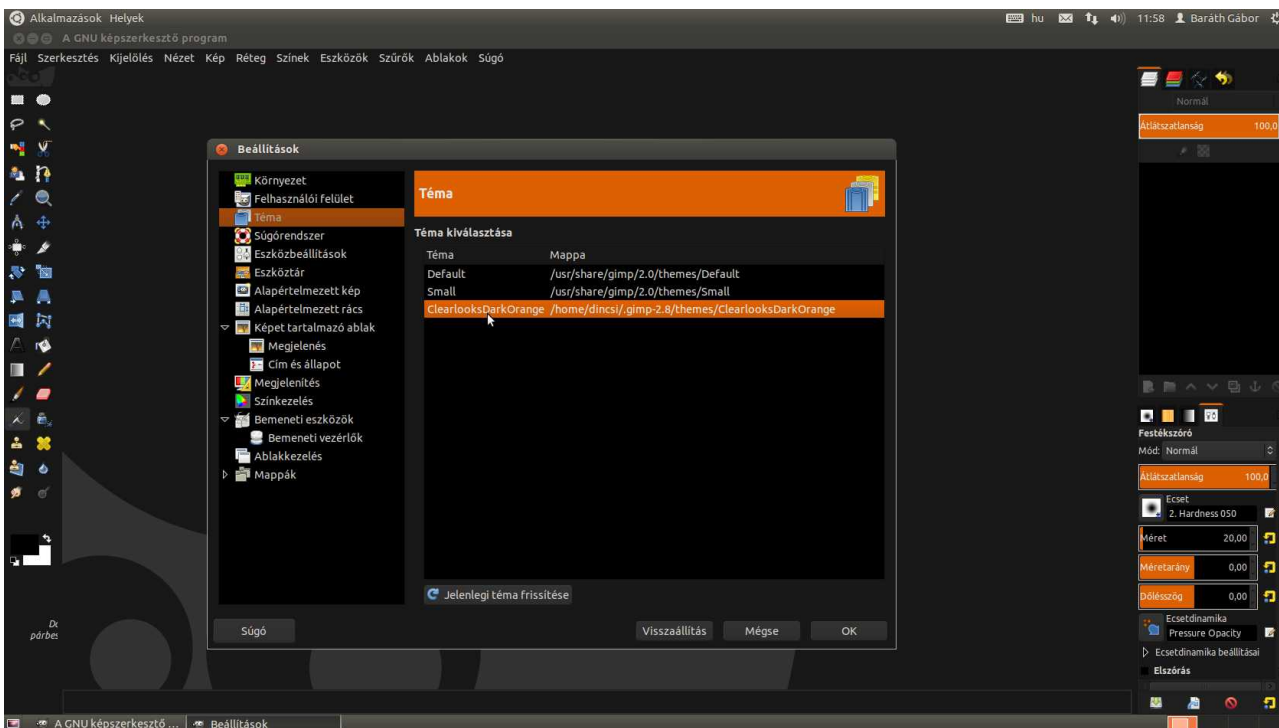 Alkalmazások Helyek
hu 11:58 Baráth Gábor
A GNU képszerkesztő program
Fájl Szerkesztés Kijelölés Nézet Kép Réteg Színek Eszközök Szűrők Ablakok Súgó
Normál
Átlátszatlanság 100,0
Beállítások
Környezet
Felhasználói felület
Téma
Súgórendszer
Eszközbeállítások
Eszköztár
Alapértelmezett kép
Alapértelmezett rács
Képet tartalmazó ablak
Megjelenés
Cím és állapot
Megjelenítés
Színkezelés
Bemeneti eszközök
Bemeneti vezérlők
Ablakkezelés
Mappák
Téma
Téma kiválasztása
Téma Mappa
Default /usr/share/gimp/2.0/themes/Default
Small /usr/share/gimp/2.0/themes/Small
ClearlooksDarkOrange /home/dincsi/.gimp-2.8/themes/ClearlooksDarkOrange
Jelenlegi téma frissítése
Súgó Visszaállítás Mégse OK
Festékszóró
Mód: Normál
Átlátszatlanság 100,0
Ecset
2. Hardness 050
Méret 20,00
Méretarány 0,00
Dőlésszög 0,00
Ecsetdinamika
Pressure Opacity
Ecsetdinamika beállításai
Elszórás
párbes
A GNU képszerkesztő ... Beállítások